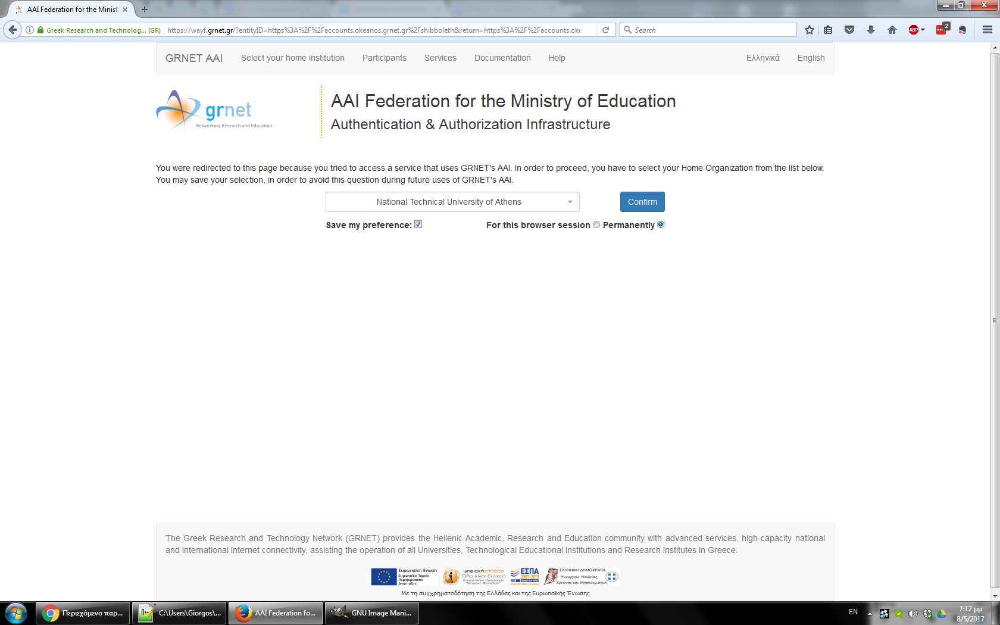 AAI Federation for the Minist
Greek Research and Technolog... (GR)
https://wayf.grnet.gr/?entityID=https%3A%2F%2Faccounts.okeanos.grnet.gr%2Fshibboleth&return=https%3A%2F%2Faccounts.oke
Search
ABP
2
GRNET AAI
Select your home institution
Participants
Services
Documentation
Help
Ελληνικά
English
grnet
Networking Research and Education
AAI Federation for the Ministry of Education
Authentication & Authorization Infrastructure
You were redirected to this page because you tried to access a service that uses GRNET's AAI. In order to proceed, you have to select your Home Organization from the list below.
You may save your selection, in order to avoid this question during future uses of GRNET's AAI.
National Technical University of Athens
Confirm
Save my preference:
For this browser session
Permanently
The Greek Research and Technology Network (GRNET) provides the Hellenic Academic, Research and Education community with advanced services, high-capacity national
and international Internet connectivity, assisting the operation of all Universities, Technological Educational Institutions and Research Institutes in Greece.
Ευρωπαϊκή Ένωση
Ευρωπαϊκό Ταμείο
Περιφερειακής
Ανάπτυξης
ψηφιακή ελλάδα
Όλα είναι δυνατά
ΕΣΠΑ
2007-2013
ΕΛΛΗΝΙΚΗ ΔΗΜΟΚΡΑΤΙΑ
Υπουργείο Παιδείας,
Έρευνας και Θρησκευμάτων
Με τη συγχρηματοδότηση της Ελλάδας και της Ευρωπαϊκής Ένωσης
Περιεχόμενο παρ...
C:\Users\Giorgos\...
AAI Federation fo...
GNU Image Mani...
EN
7:12 μμ
8/5/2017